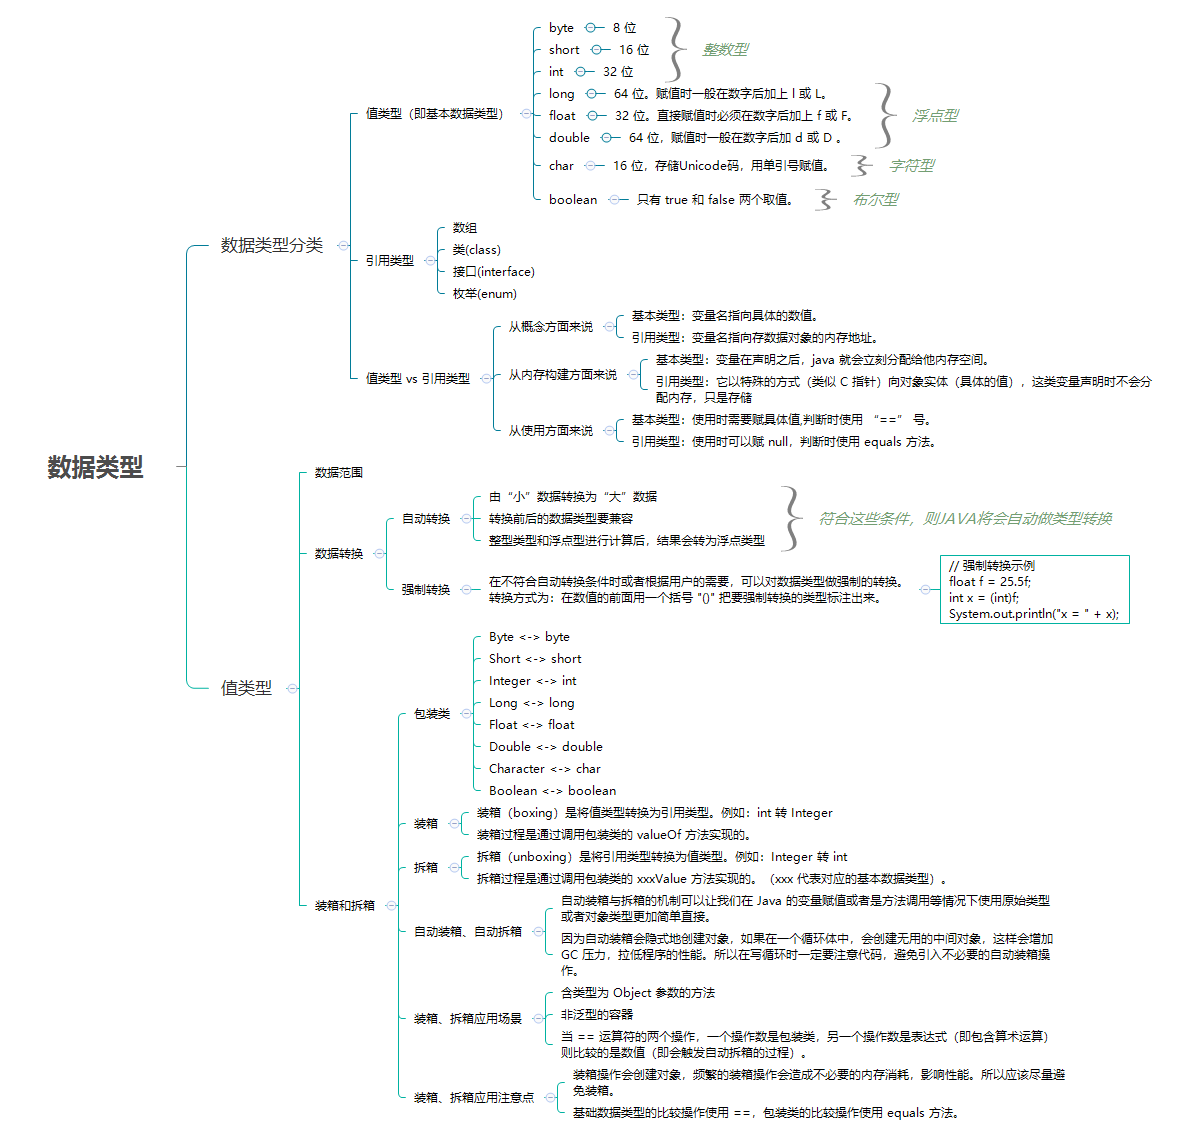 数据类型
数据类型分类
值类型（即基本数据类型）
byte
8 位
short
16 位
int
32 位
整数型
long
64 位。赋值时一般在数字后加上 l 或 L。
float
32 位。直接赋值时必须在数字后加上 f 或 F。
double
64 位，赋值时一般在数字后加 d 或 D 。
浮点型
char
16 位，存储Unicode码，用单引号赋值。
字符型
boolean
只有 true 和 false 两个取值。
布尔型
引用类型
数组
类(class)
接口(interface)
枚举(enum)
值类型 vs 引用类型
从概念方面来说
基本类型：变量名指向具体的数值。
引用类型：变量名指向存数据对象的内存地址。
从内存构建方面来说
基本类型：变量在声明之后，java 就会立刻分配给他内存空间。
引用类型：它以特殊的方式（类似 C 指针）向对象实体（具体的值），这类变量声明时不会分
配内存，只是存储
从使用方面来说
基本类型：使用时需要赋具体值,判断时使用 “==” 号。
引用类型：使用时可以赋 null，判断时使用 equals 方法。
值类型
数据范围
数据转换
自动转换
由“小”数据转换为“大”数据
转换前后的数据类型要兼容
整型类型和浮点型进行计算后，结果会转为浮点类型
符合这些条件，则JAVA将会自动做类型转换
强制转换
在不符合自动转换条件时或者根据用户的需要，可以对数据类型做强制的转换。
转换方式为：在数值的前面用一个括号 "()" 把要强制转换的类型标注出来。
// 强制转换示例
float f = 25.5f;
int x = (int)f;
System.out.println("x = " + x);
装箱和拆箱
包装类
Byte <-> byte
Short <-> short
Integer <-> int
Long <-> long
Float <-> float
Double <-> double
Character <-> char
Boolean <-> boolean
装箱
装箱（boxing）是将值类型转换为引用类型。例如：int 转 Integer
装箱过程是通过调用包装类的 valueOf 方法实现的。
拆箱
拆箱（unboxing）是将引用类型转换为值类型。例如：Integer 转 int
拆箱过程是通过调用包装类的 xxxValue 方法实现的。（xxx 代表对应的基本数据类型）。
自动装箱、自动拆箱
自动装箱与拆箱的机制可以让我们在 Java 的变量赋值或者是方法调用等情况下使用原始类型
或者对象类型更加简单直接。
因为自动装箱会隐式地创建对象，如果在一个循环体中，会创建无用的中间对象，这样会增加
GC 压力，拉低程序的性能。所以在写循环时一定要注意代码，避免引入不必要的自动装箱操
作。
装箱、拆箱应用场景
含类型为 Object 参数的方法
非泛型的容器
当 == 运算符的两个操作，一个操作数是包装类，另一个操作数是表达式（即包含算术运算）
则比较的是数值（即会触发自动拆箱的过程）。
装箱、拆箱应用注意点
装箱操作会创建对象，频繁的装箱操作会造成不必要的内存消耗，影响性能。所以应该尽量避
免装箱。
基础数据类型的比较操作使用 ==，包装类的比较操作使用 equals 方法。